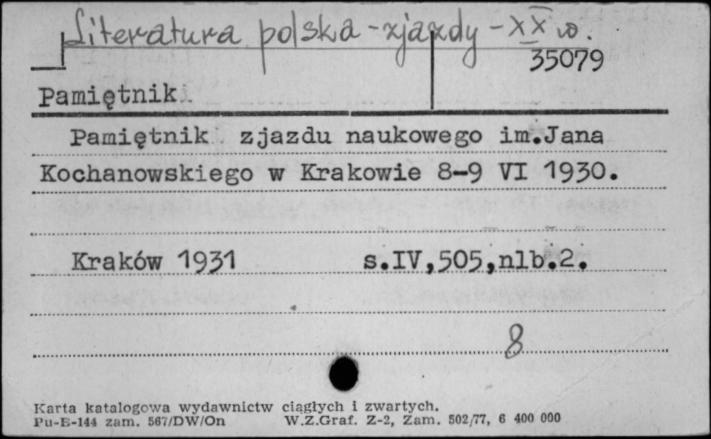 Literatura polska - zjazdy - XX w.
35079
Pamiętnik.
Pamiętnik zjazdu naukowego im.Jana
Kochanowskiego w Krakowie 8-9 VI 1930.
Kraków 1931 s.IV,505,nlb.2.
8
Karta katalogowa wydawnictw ciągłych i zwartych.
Pu-E-144 zam. 567/DW/On W.Z.Graf. Z-2, Zam. 502/77, 6 400 000